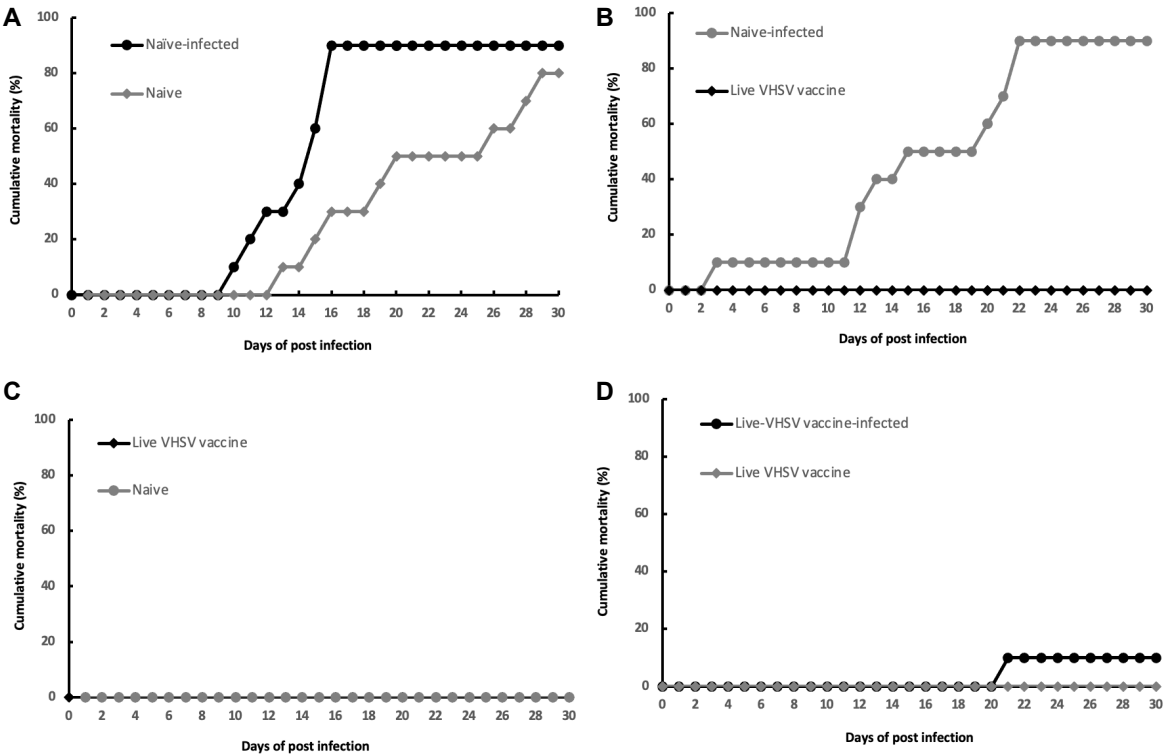 A
100
80
60
40
20
0
Cumulative mortality (%)
Naïve-infected
Naive
0 2 4 6 8 10 12 14 16 18 20 22 24 26 28 30
Days of post infection
B
100
80
60
40
20
0
Cumulative mortality (%)
Naive-infected
Live VHSV vaccine
0 2 4 6 8 10 12 14 16 18 20 22 24 26 28 30
Days of post infection
C
100
80
60
40
20
0
Cumulative mortality (%)
Live VHSV vaccine
Naive
0 2 4 6 8 10 12 14 16 18 20 22 24 26 28 30
Days of post infection
D
100
80
60
40
20
0
Cumulative mortality (%)
Live-VHSV vaccine-infected
Live VHSV vaccine
0 2 4 6 8 10 12 14 16 18 20 22 24 26 28 30
Days of post infection